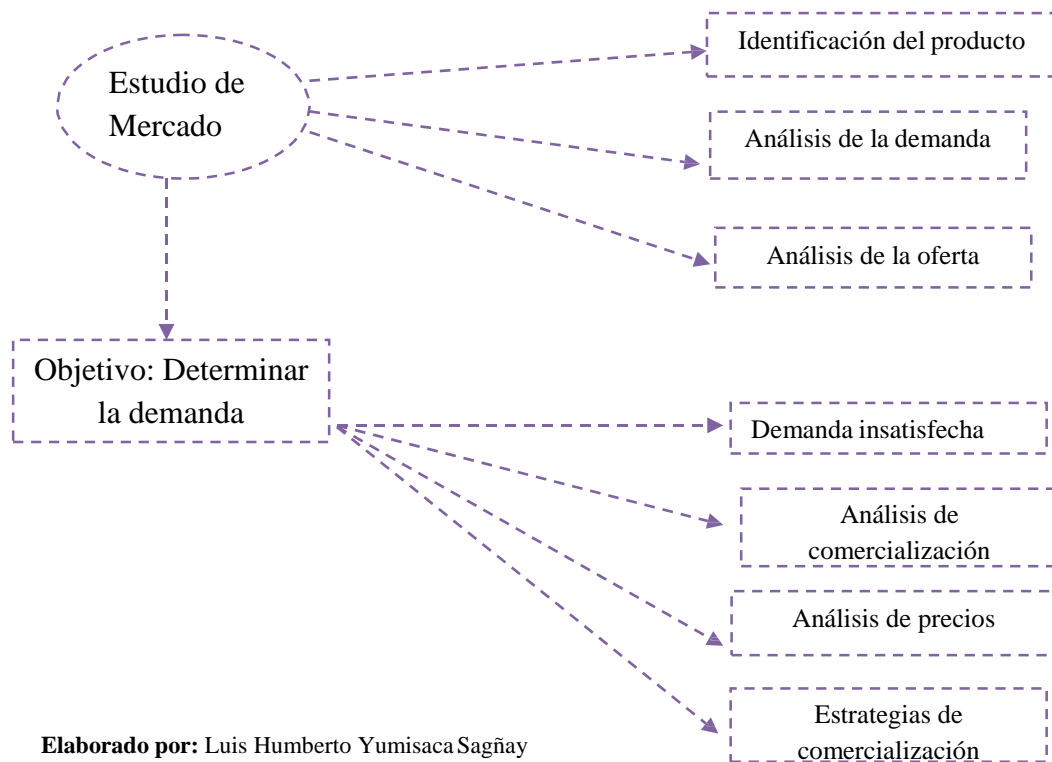 Identificación del producto
Estudio de
Mercado
Análisis de la demanda
Análisis de la oferta
Objetivo: Determinar
la demanda
Demanda insatisfecha
Análisis de
comercialización
Análisis de precios
Estrategias de
comercialización
Elaborado por: Luis Humberto Yumisaca Sagñay